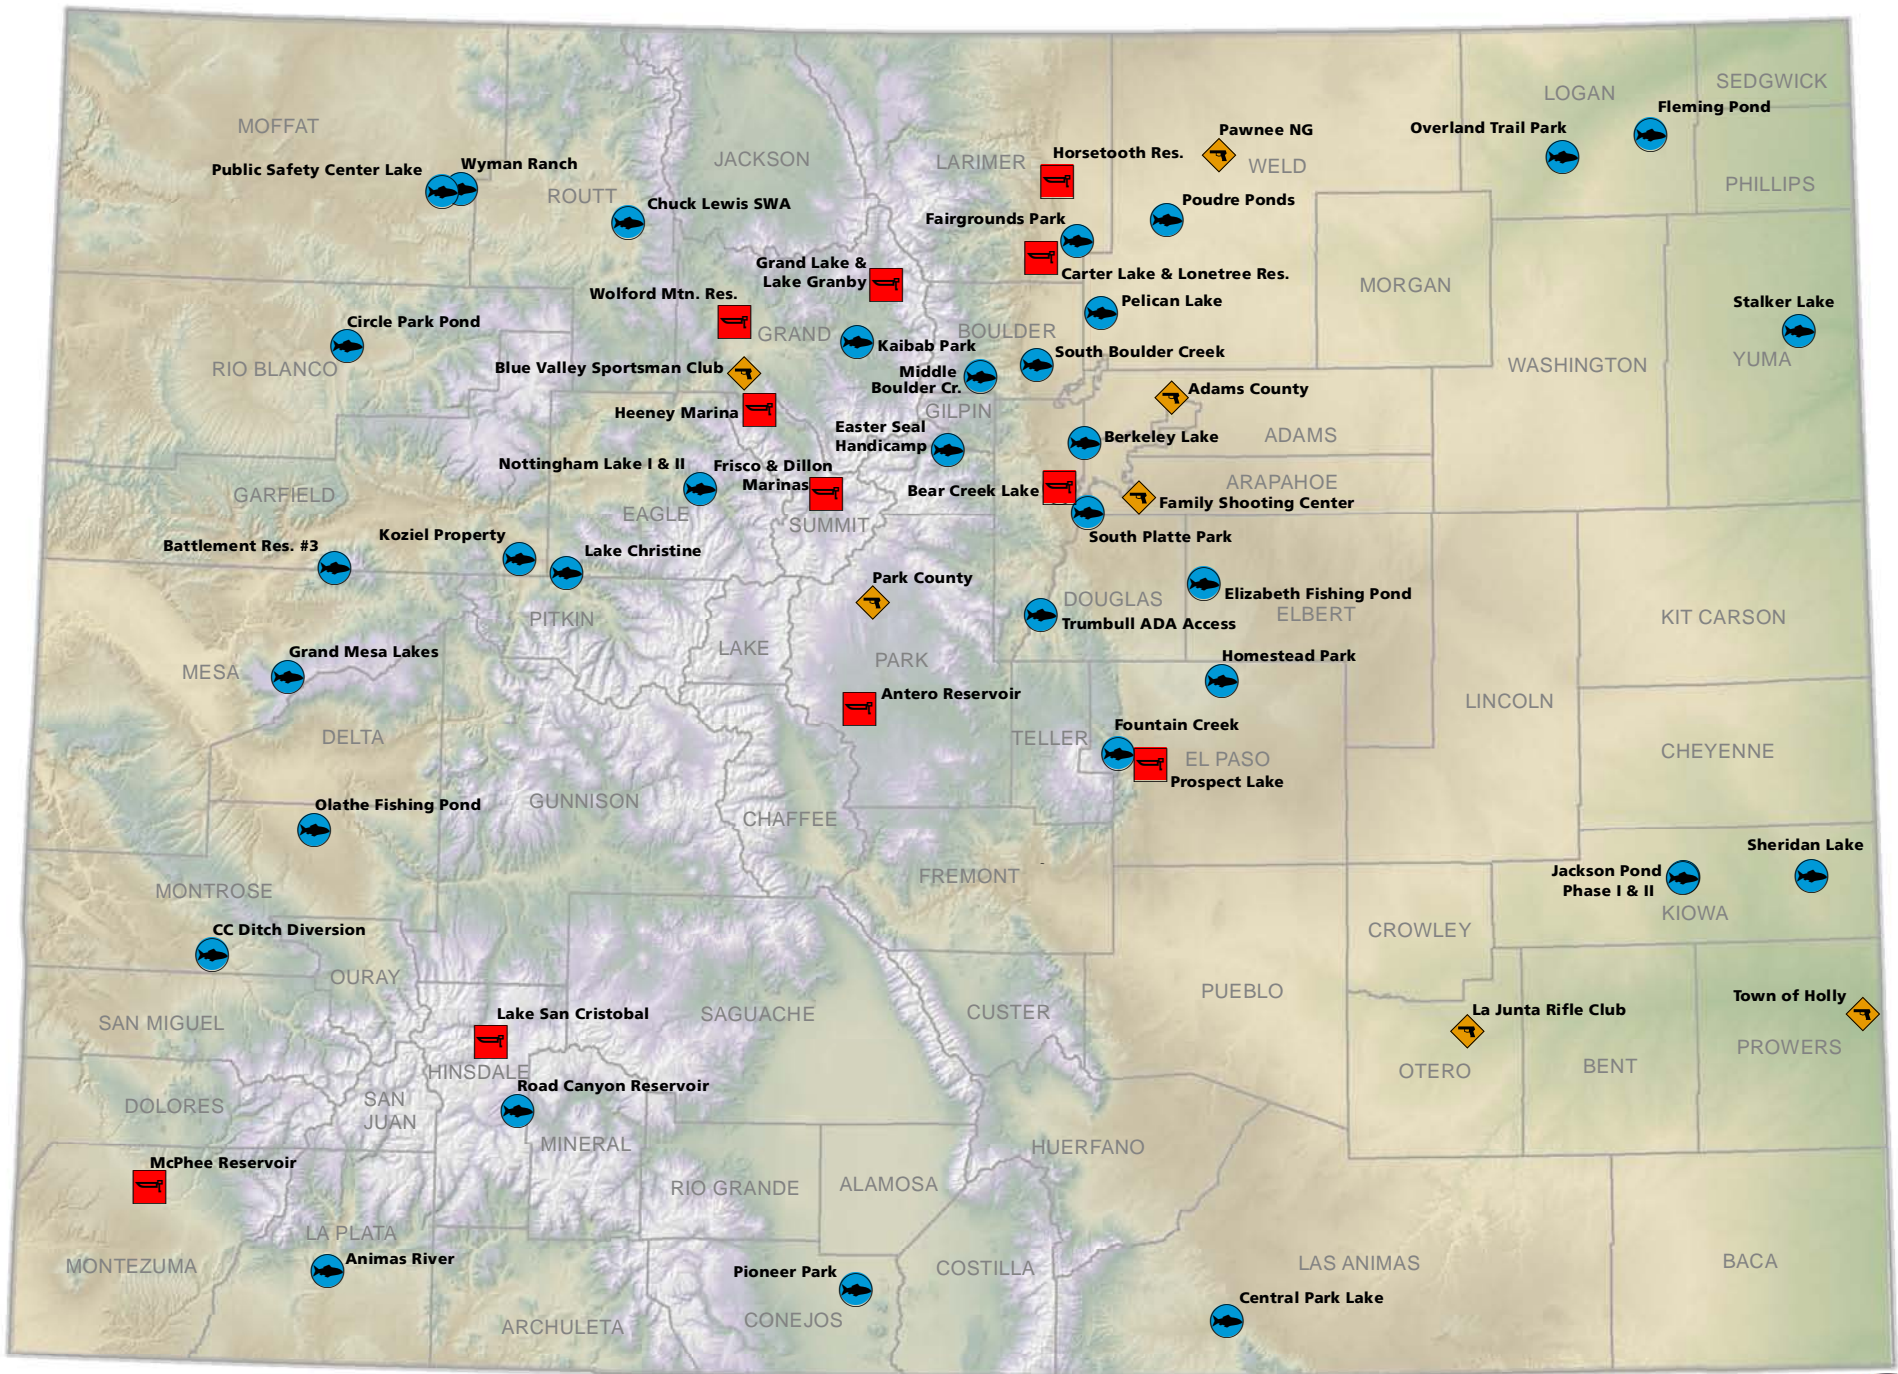 SEDGWICK
LOGAN
Fleming Pond
MOFFAT
Overland Trail Park
Pawnee NG
JACKSON
LARIMER
Horsetooth Res.
WELD
Public Safety Center Lake
Wyman Ranch
PHILLIPS
ROUTT
Chuck Lewis SWA
Poudre Ponds
Fairgrounds Park
Grand Lake &
Lake Granby
Carter Lake & Lonetree Res.
MORGAN
Wolford Mtn. Res.
Pelican Lake
Stalker Lake
Circle Park Pond
GRAND
BOULDER
Kaibab Park
South Boulder Creek
YUMA
RIO BLANCO
Blue Valley Sportsman Club
Middle
Boulder Cr.
WASHINGTON
Adams County
Heeney Marina
GILPIN
Easter Seal
Handicamp
Berkeley Lake
ADAMS
Nottingham Lake I & II
Frisco & Dillon
Marinas
Bear Creek Lake
ARAPAHOE
GARFIELD
Family Shooting Center
EAGLE
SUMMIT
South Platte Park
Koziel Property
Battlement Res. #3
Lake Christine
Park County
Elizabeth Fishing Pond
DOUGLAS
ELBERT
PITKIN
Trumbull ADA Access
KIT CARSON
Grand Mesa Lakes
LAKE
PARK
Homestead Park
MESA
Antero Reservoir
LINCOLN
Fountain Creek
DELTA
TELLER
EL PASO
CHEYENNE
Prospect Lake
Olathe Fishing Pond
GUNNISON
CHAFFEE
Sheridan Lake
FREMONT
Jackson Pond
Phase I & II
MONTROSE
KIOWA
CC Ditch Diversion
CROWLEY
OURAY
PUEBLO
Town of Holly
Lake San Cristobal
SAGUACHE
CUSTER
La Junta Rifle Club
SAN MIGUEL
PROWERS
HINSDALE
OTERO
BENT
Road Canyon Reservoir
DOLORES
SAN
JUAN
MINERAL
HUERFANO
McPhee Reservoir
RIO GRANDE
ALAMOSA
LA PLATA
Animas River
MONTEZUMA
Pioneer Park
COSTILLA
LAS ANIMAS
BACA
Central Park Lake
CONEJOS
ARCHULETA